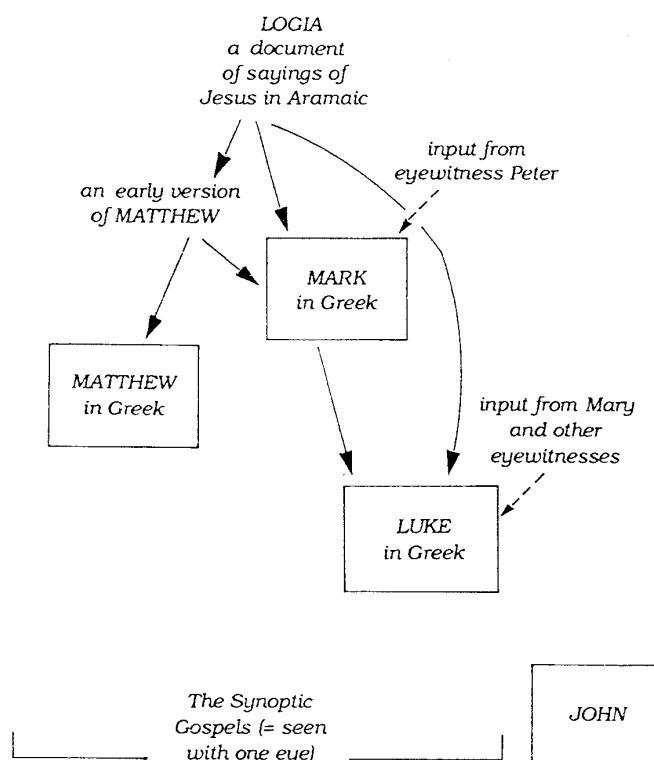 LOGIA
a document
of sayings of
Jesus in Aramaic
input from
eyewitness Peter
an early version
of MATTHEW
MARK
in Greek
MATTHEW
in Greek
input from Mary
and other
eyewitnesses
LUKE
in Greek
The Synoptic
Gospels (= seen
with one eye)
JOHN